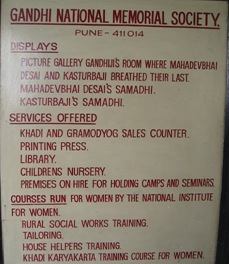 GANDHI NATIONAL MEMORIAL SOCIETY.
PUNE - 411014
DISPLAYS
PICTURE GALLERY GANDHIJI'S ROOM WHERE MAHADEVBHAI
DESAI AND KASTURBAJI BREATHED THEIR LAST.
MAHADEVBHAI DESAI'S SAMADHI.
KASTURBAJI'S SAMADHI.
SERVICES OFFERED
KHADI AND GRAMODYOG SALES COUNTER.
PRINTING PRESS.
LIBRARY.
CHILDRENS NURSERY.
PREMISES ON HIRE FOR HOLDING CAMPS AND SEMINARS.
COURSES RUN FOR WOMEN BY THE NATIONAL INSTITUTE
FOR WOMEN.
RURAL SOCIAL WORKS TRAINING.
TAILORING.
HOUSE HELPERS TRAINING.
KHADI KARYAKARTA TRAINING COURSE FOR WOMEN.